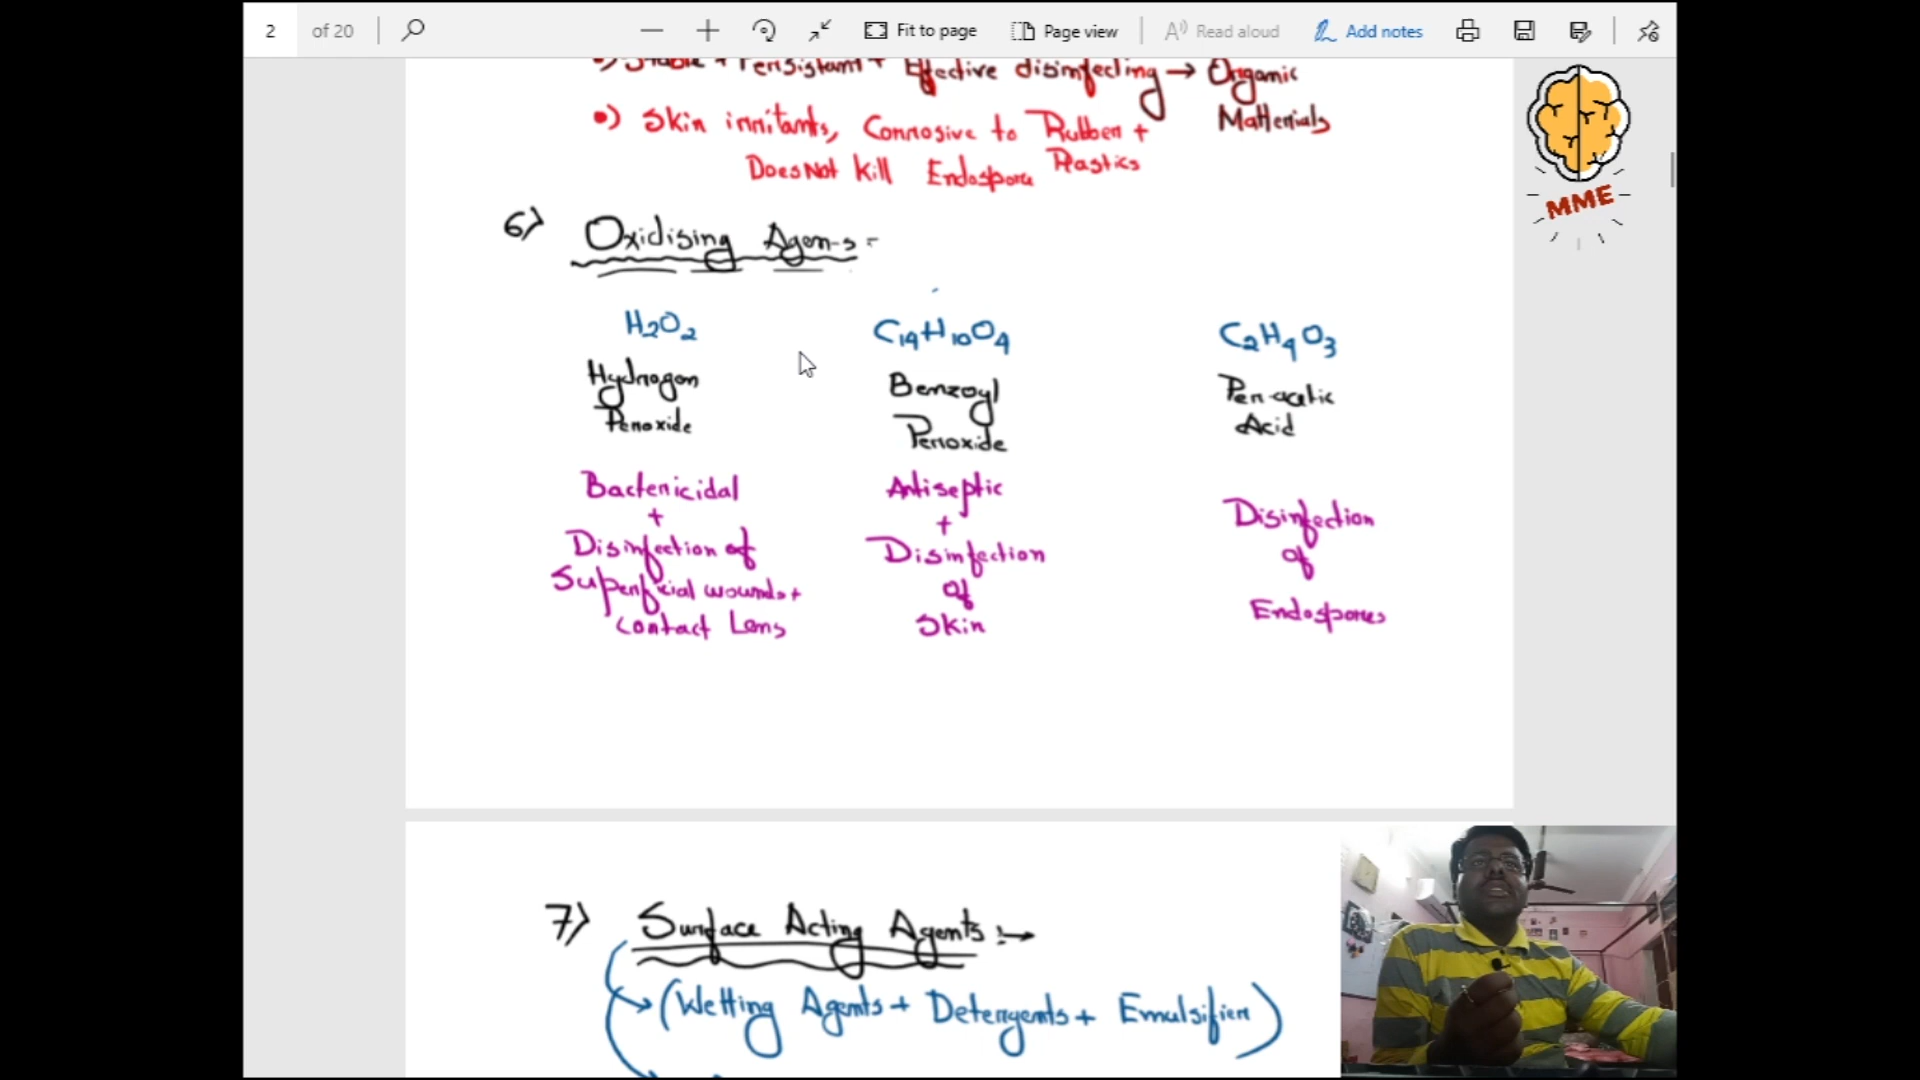 2 of 20 Fit to page Page view Read aloud Add notes
Stable + Persistant + Effective disinfecting → Organic Materials
•) Skin irritants, Corrosive to Rubber + Plastics
Does Not kill Endospore
MME
6) Oxidising Agents =
H2O2
Hydrogen
Peroxide
Bactericidal
+
Disinfection of
Superficial wounds +
Contact Lens
C14H10O4
Benzoyl
Peroxide
Antiseptic
+
Disinfection
of
Skin
C2H4O3
Per-acetic
Acid
Disinfection
of
Endospores
7) Surface Acting Agents :→
→ (Wetting Agents + Detergents + Emulsifier)